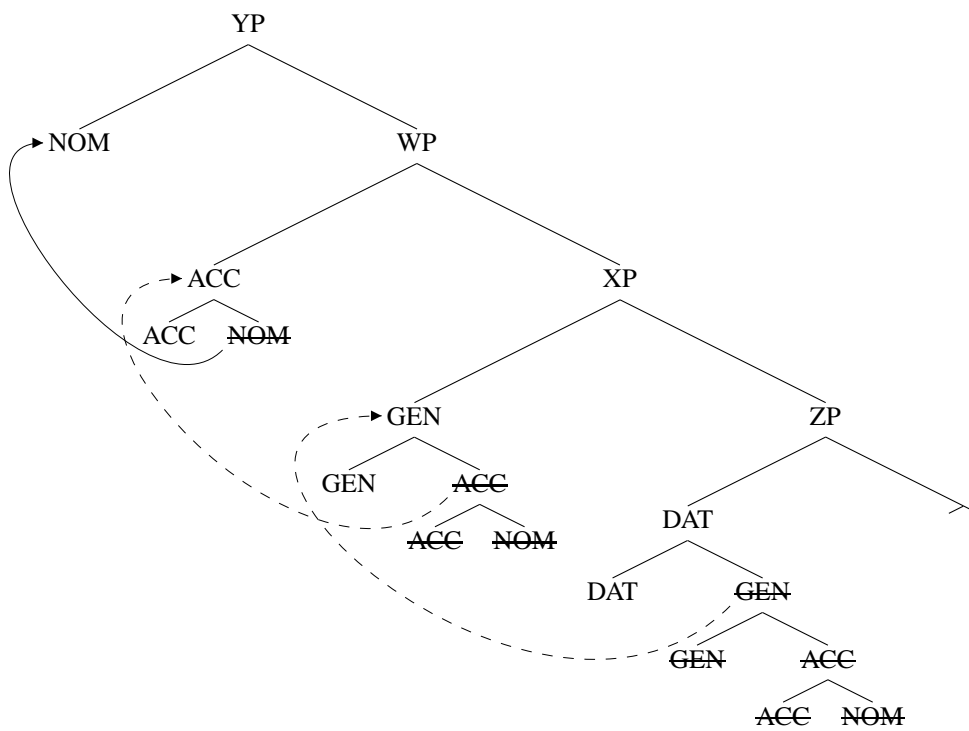 YP
NOM WP
ACC XP
ACC NOM
GEN ZP
GEN ACC
DAT
ACC NOM
DAT GEN
GEN ACC
ACC NOM